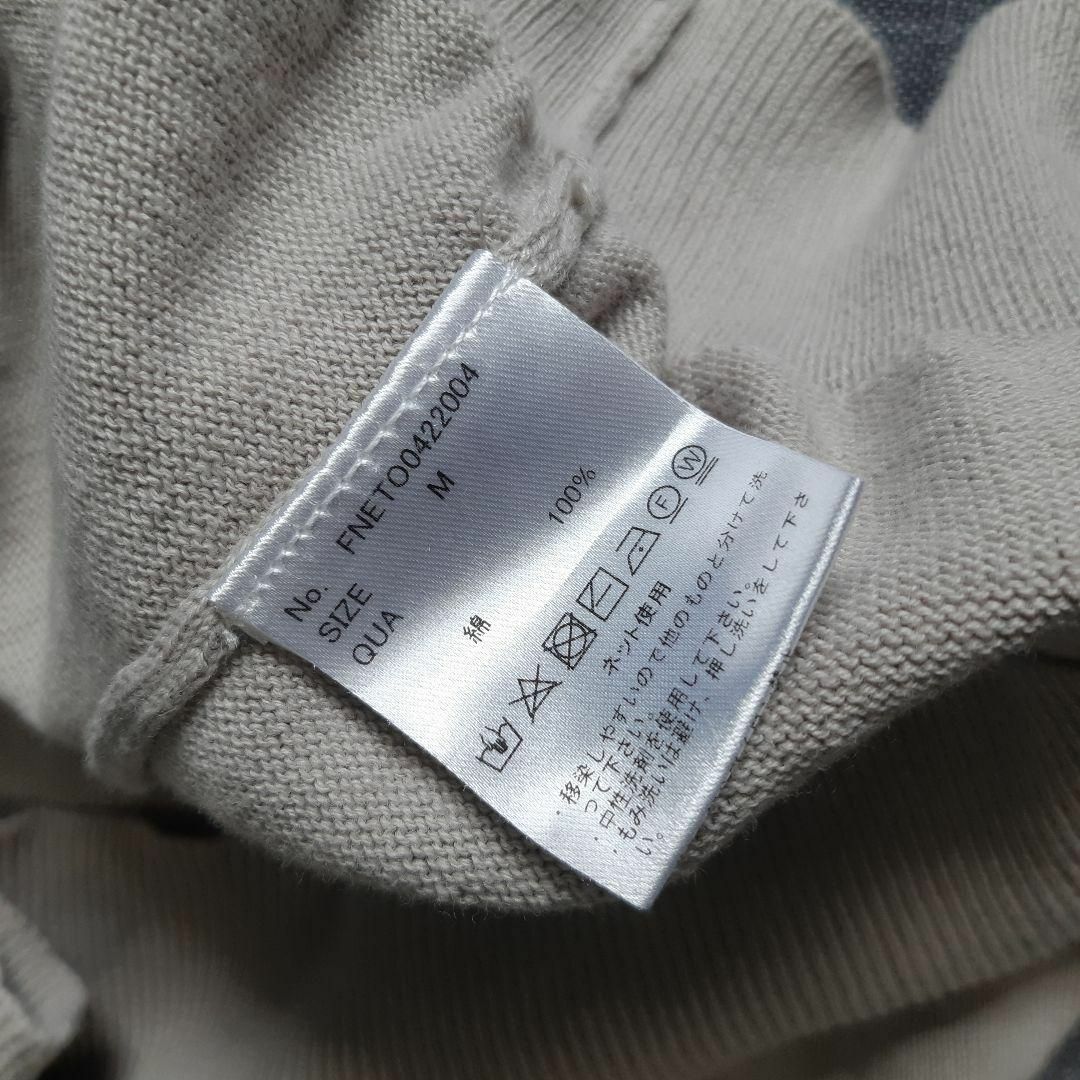 No. FNETO0422004
SIZE M
QUA
綿 100%
F W
ネット使用
・移染しやすいので他のものと分けて洗
って下さい。
・中性洗剤を使用して下さい。
・もみ洗いは避け、押し洗いをして下さ
い。